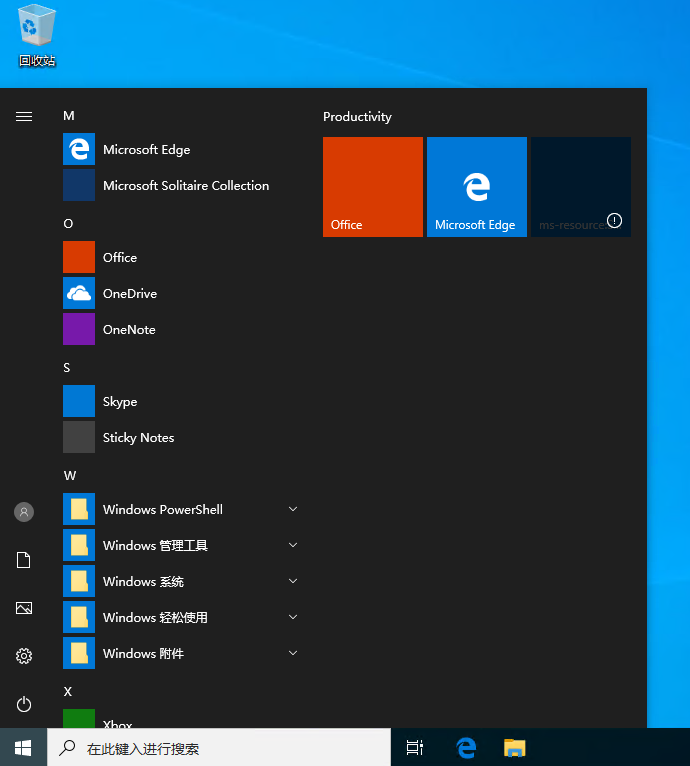 回收站
M
Microsoft Edge
Microsoft Solitaire Collection
O
Office
OneDrive
OneNote
S
Skype
Sticky Notes
W
Windows PowerShell
Windows 管理工具
Windows 系统
Windows 轻松使用
Windows 附件
X
Xbox
Productivity
Office
Microsoft Edge
在此键入进行搜索